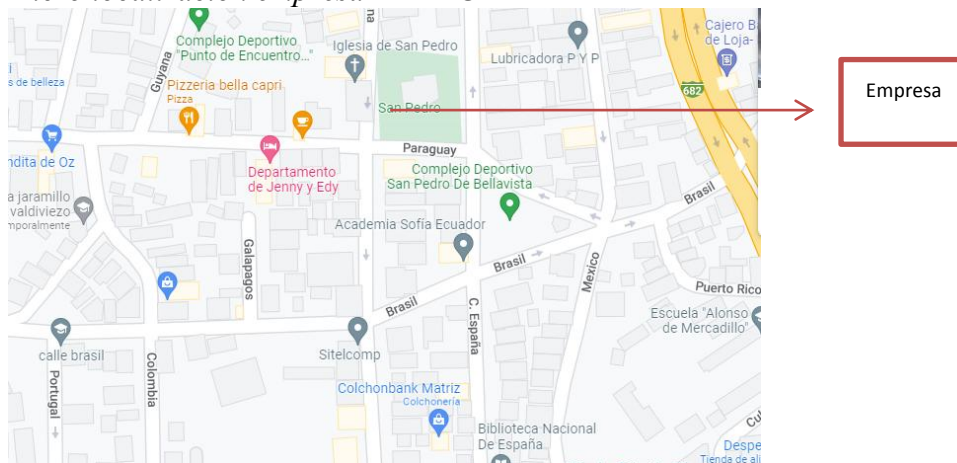 empresa
Complejo Deportivo
"Punto de Encuentro..."
Iglesia de San Pedro
Lubricadora P Y P
Cajero B
de Loja-
s de belleza
Guyana
Pizzeria bella capri
Pizza
San Pedro
682
Empresa
ndita de Oz
Paraguay
Departamento
de Jenny y Edy
Complejo Deportivo
San Pedro De Bellavista
Brasil
a jaramillo
valdiviezo
mporalmente
Academia Sofía Ecuador
Galapagos
Brasil
Mexico
Puerto Rico
Brasil
C. España
Escuela "Alonso
de Mercadillo"
calle brasil
Sitelcomp
Portugal
Colombia
Colchonbank Matriz
Colchonería
Biblioteca Nacional
De España
Cu
Despe
Tienda de ali